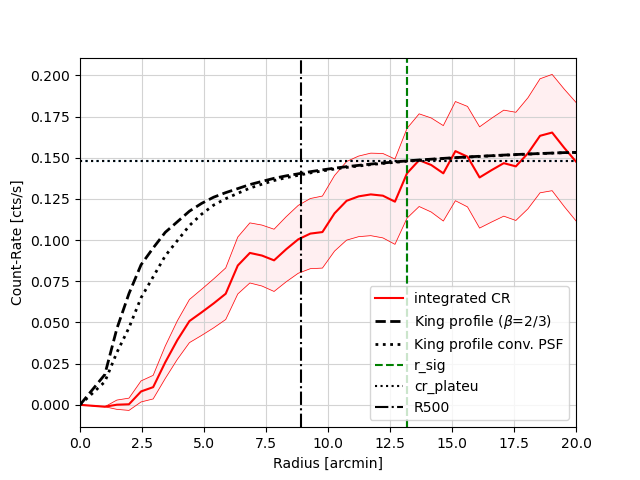 0.200
0.175
0.150
0.125
0.100
0.075
0.050
0.025
0.000
Count-Rate [cts/s]
integrated CR
King profile (β=2/3)
King profile conv. PSF
r_sig
cr_plateu
R500
0.0 2.5 5.0 7.5 10.0 12.5 15.0 17.5 20.0
Radius [arcmin]